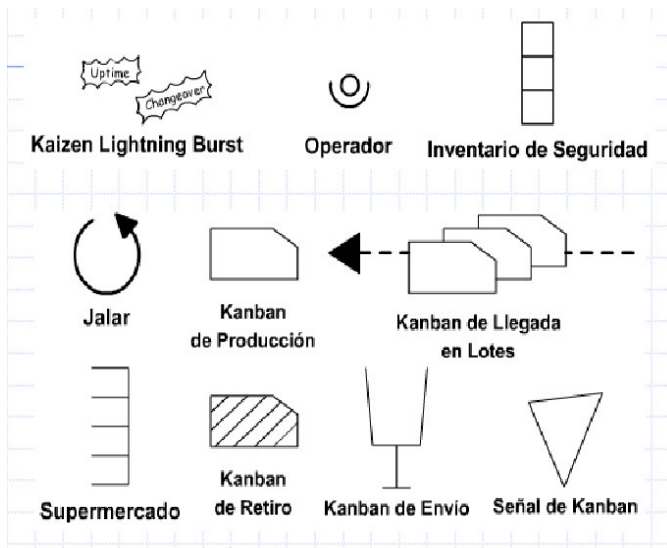 Uptime
Changeover
Kaizen Lightning Burst
Operador
Inventario de Seguridad
Jalar
Kanban
de Producción
Kanban de Llegada
en Lotes
Supermercado
Kanban
de Retiro
Kanban de Envío
Señal de Kanban